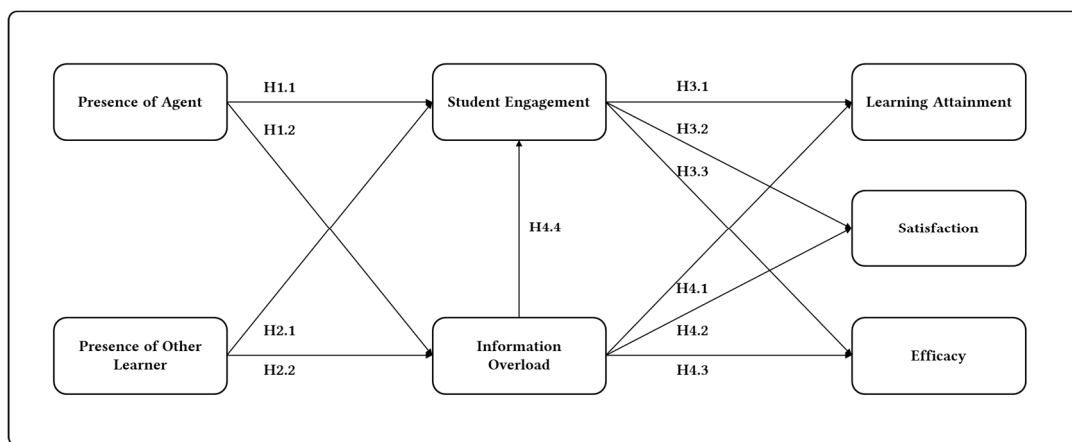 Presence of Agent
H1.1
H1.2
Student Engagement
H3.1
H3.2
H3.3
Learning Attainment
H4.4
Satisfaction
Presence of Other
Learner
H2.1
H2.2
Information
Overload
H4.1
H4.2
H4.3
Efficacy